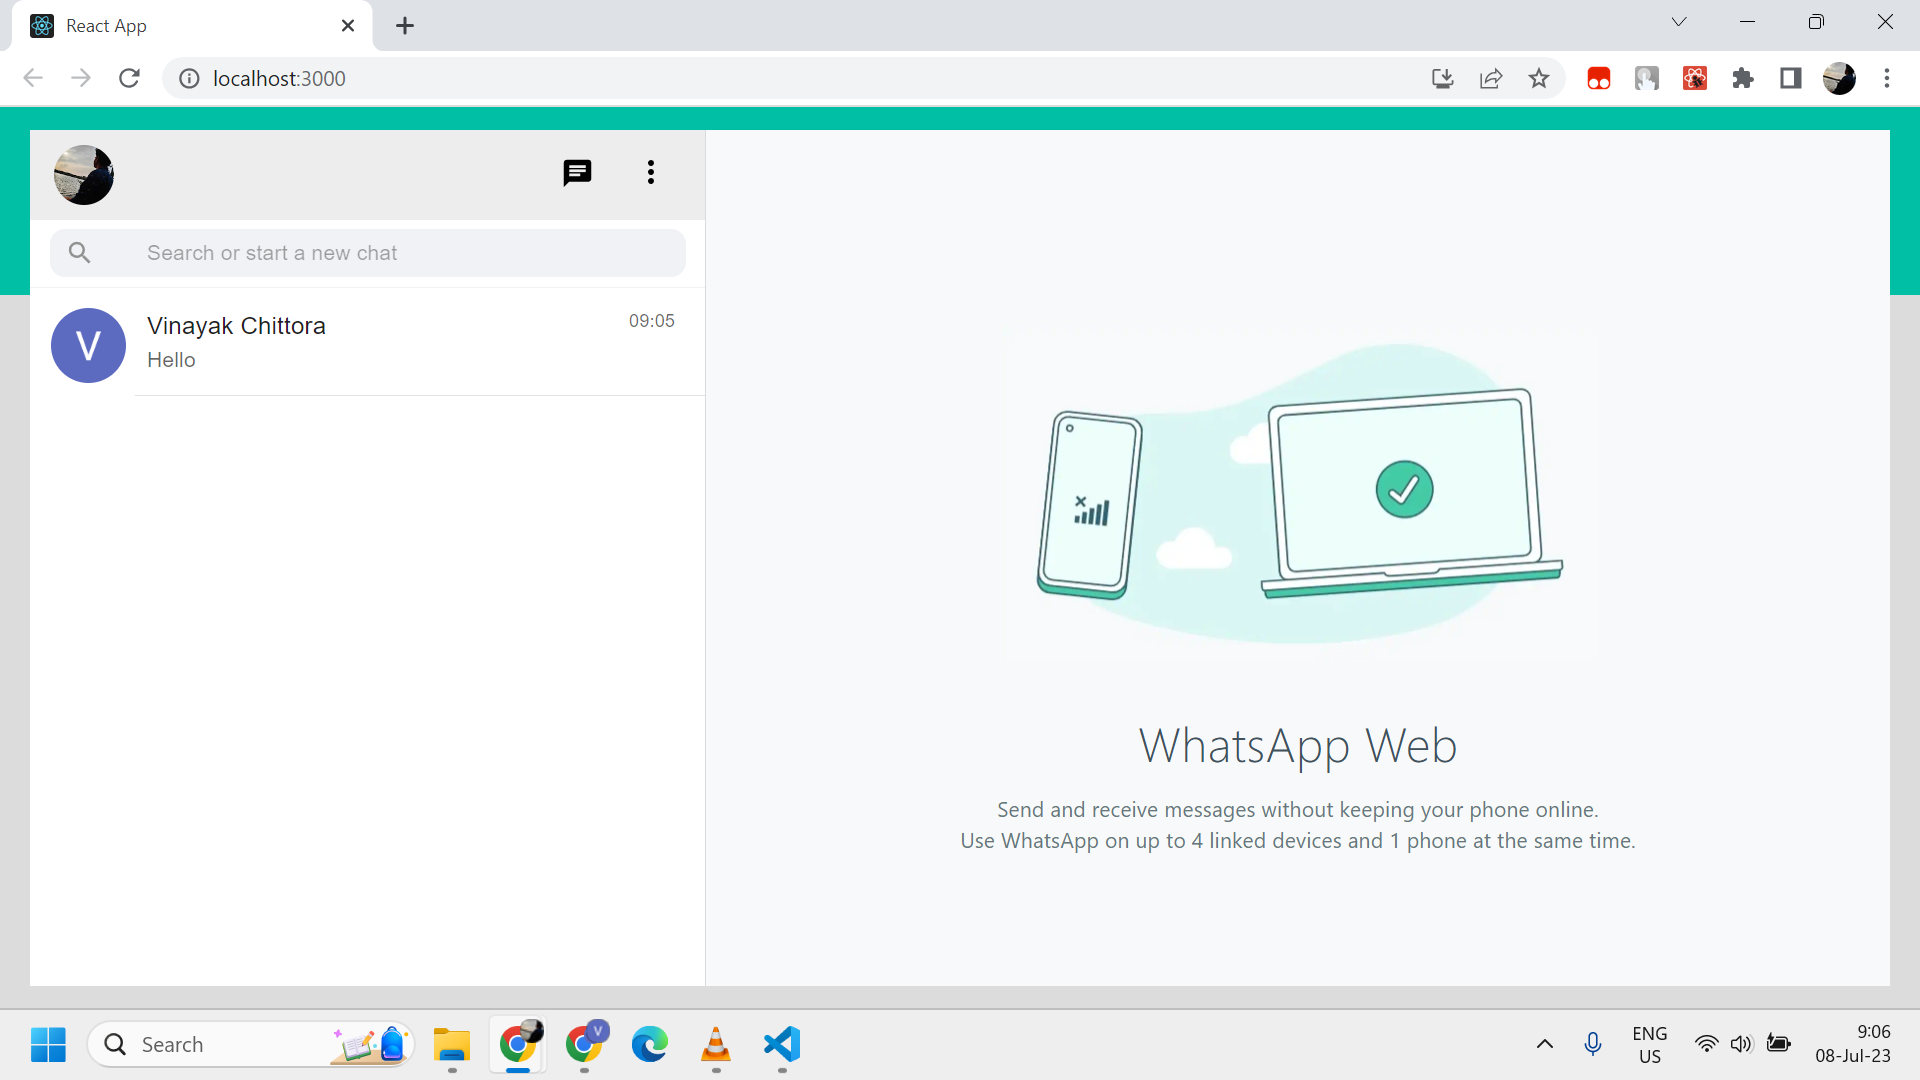 React App
localhost:3000
Search or start a new chat
V
Vinayak Chittora
09:05
Hello
WhatsApp Web
Send and receive messages without keeping your phone online.
Use WhatsApp on up to 4 linked devices and 1 phone at the same time.
Search
V
ENG
US
9:06
08-Jul-23